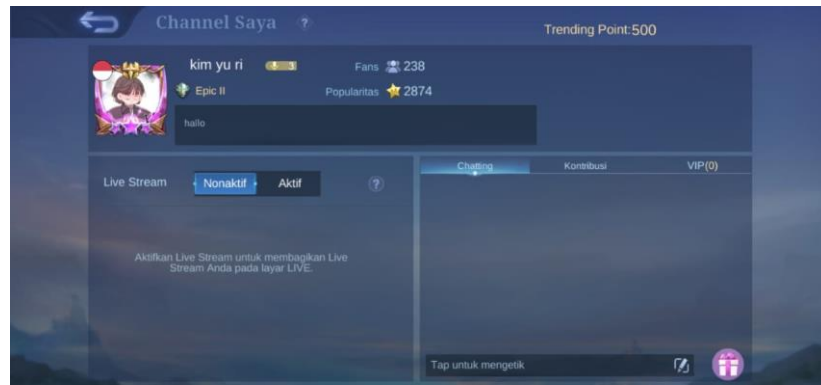 Channel Saya ?
Trending Point:500
kim yu ri 3
Fans 238
Epic II
Popularitas 2874
hallo
Live Stream Nonaktif Aktif ?
Aktifkan Live Stream untuk membagikan Live
Stream Anda pada layar LIVE.
Chatting Kontribusi VIP(0)
Tap untuk mengetik